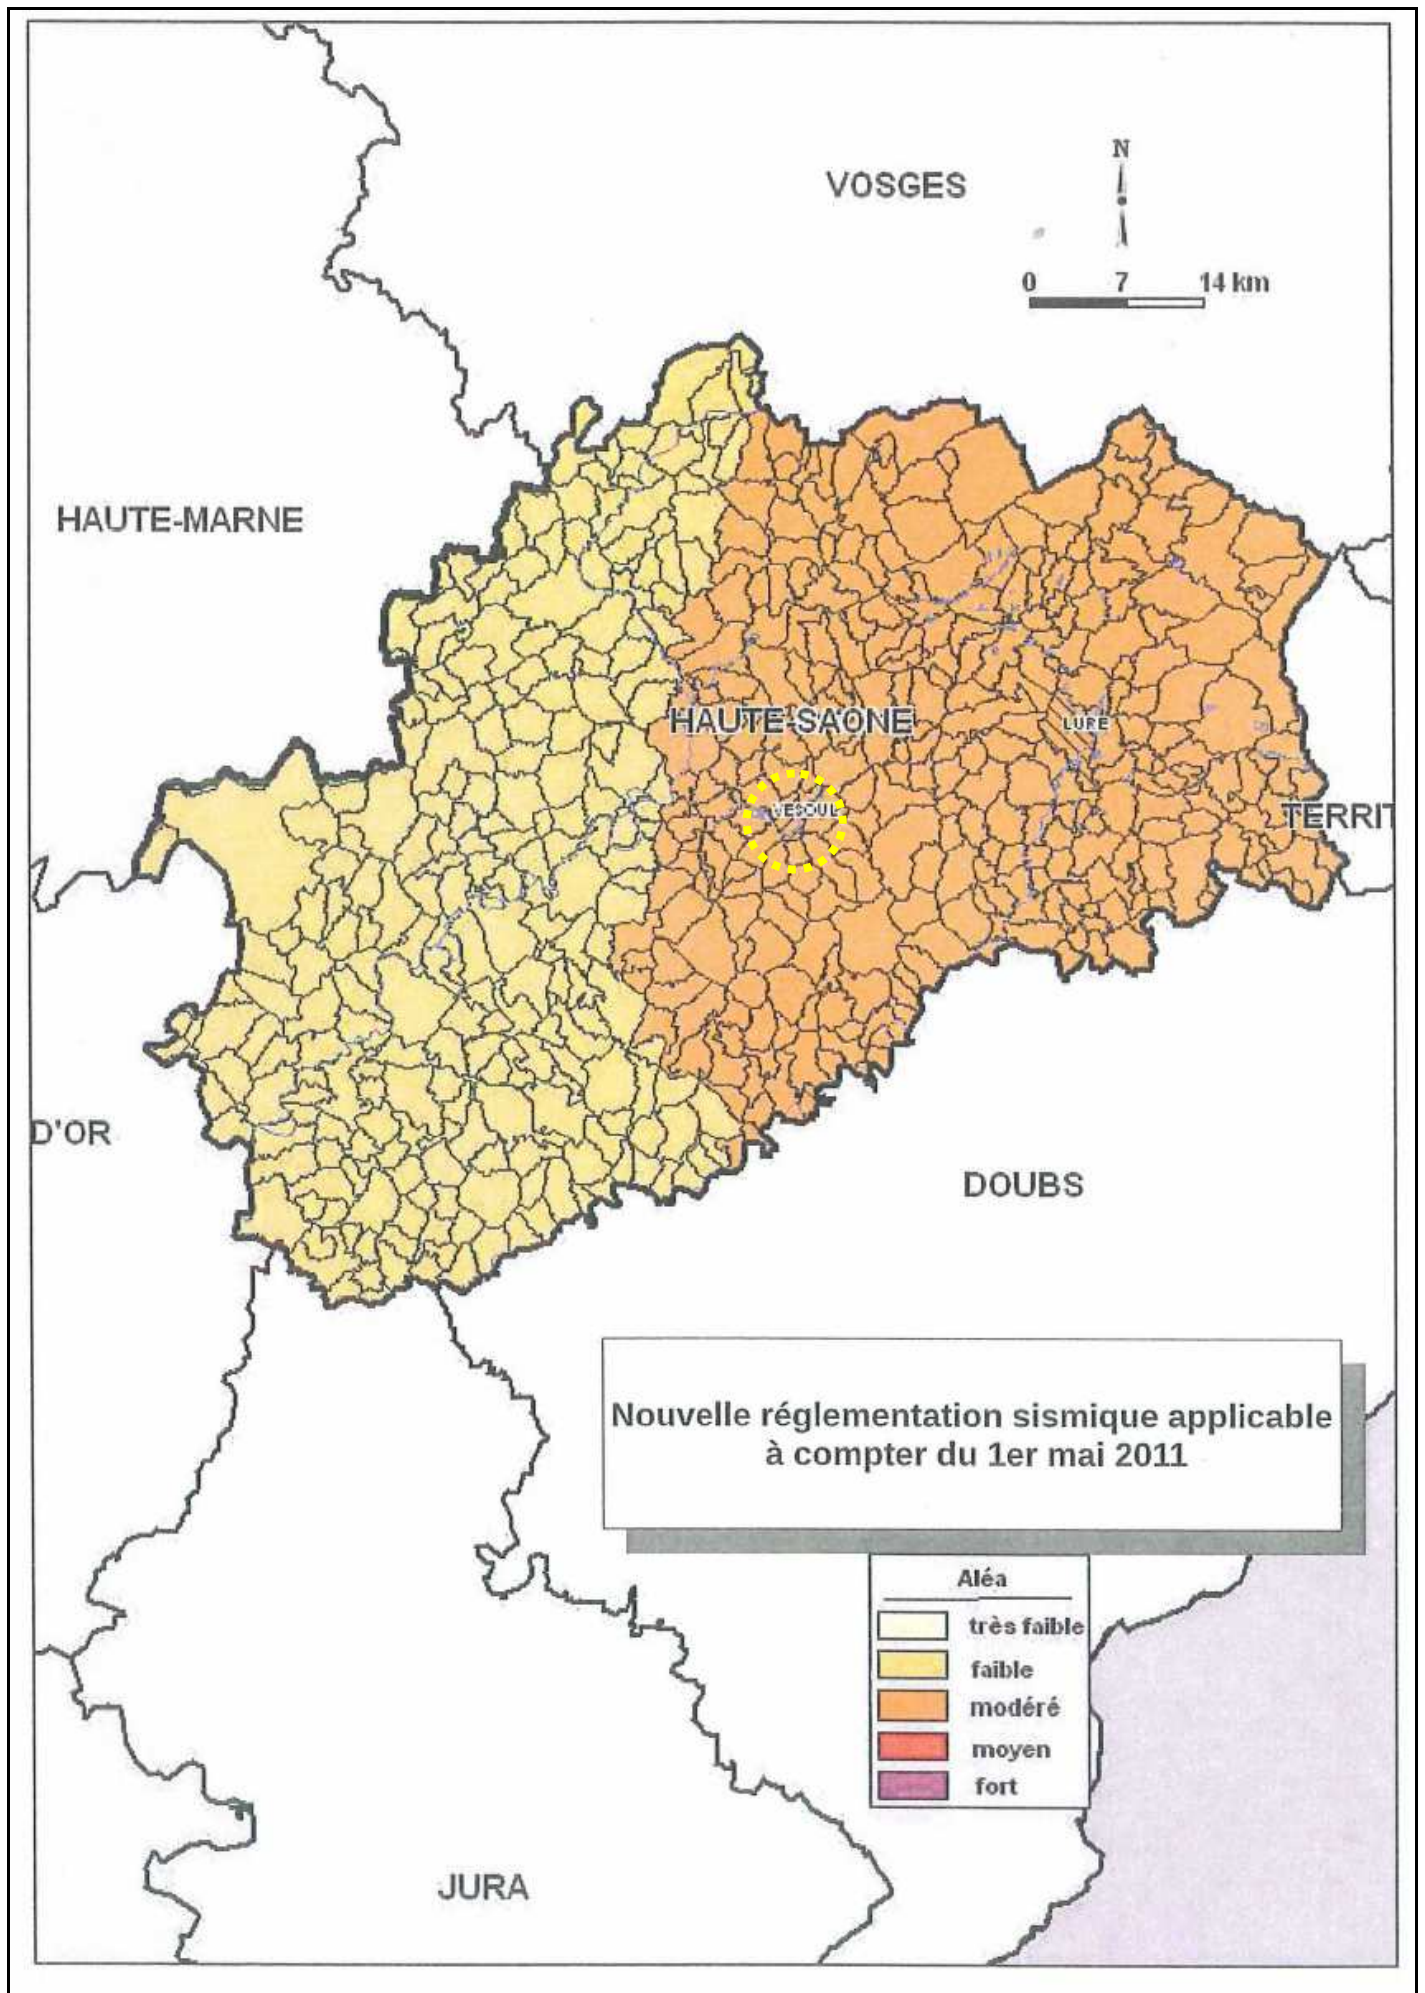 VOSGES
N
0 7 14 km
HAUTE-MARNE
HAUTE-SAONE
LURE
VESOUL
TERRIT
D'OR
DOUBS
Nouvelle réglementation sismique applicable
à compter du 1er mai 2011
Aléa
très faible
faible
modéré
moyen
fort
JURA